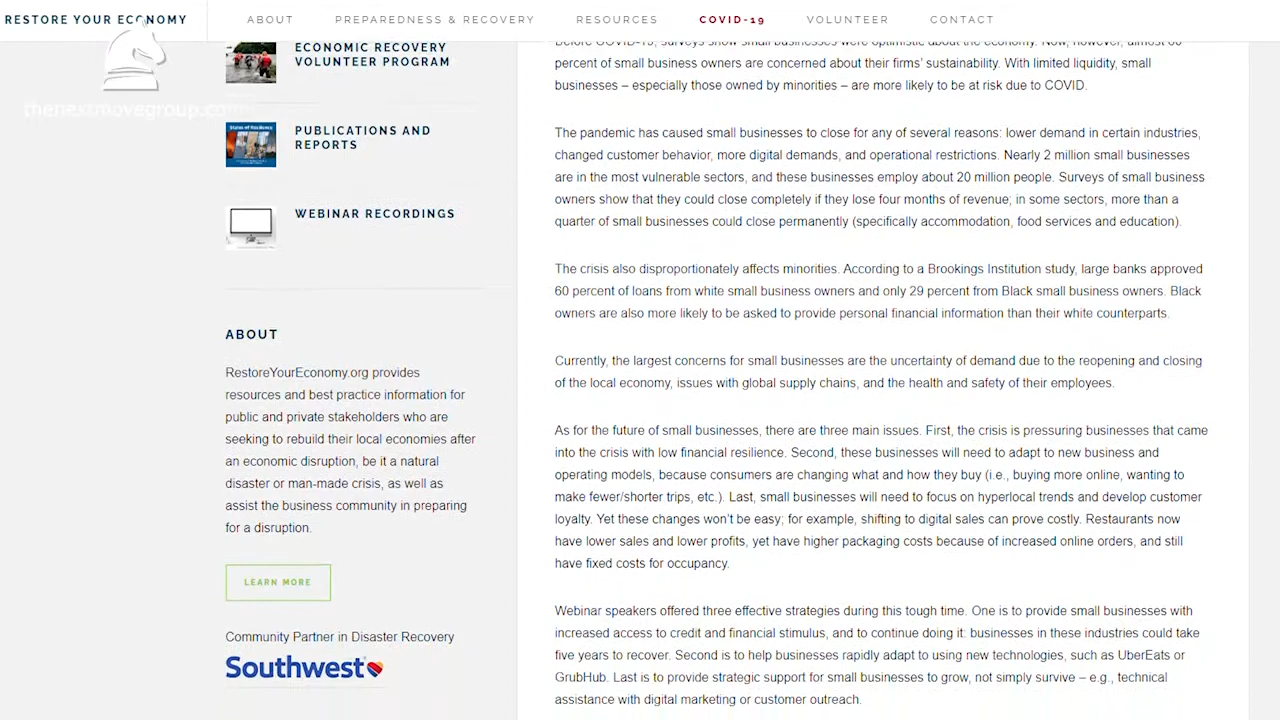 RESTORE YOUR ECONOMY
ABOUT
PREPAREDNESS & RECOVERY
RESOURCES
COVID-19
VOLUNTEER
CONTACT
thenextmovegroup.com
ECONOMIC RECOVERY
VOLUNTEER PROGRAM
PUBLICATIONS AND
REPORTS
WEBINAR RECORDINGS
ABOUT
RestoreYourEconomy.org provides
resources and best practice information for
public and private stakeholders who are
seeking to rebuild their local economies after
an economic disruption, be it a natural
disaster or man-made crisis, as well as
assist the business community in preparing
for a disruption.
LEARN MORE
Community Partner in Disaster Recovery
Southwest
Before COVID-19, surveys show small businesses were optimistic about the economy. Now, however, almost 60
percent of small business owners are concerned about their firms' sustainability. With limited liquidity, small
businesses – especially those owned by minorities – are more likely to be at risk due to COVID.
The pandemic has caused small businesses to close for any of several reasons: lower demand in certain industries,
changed customer behavior, more digital demands, and operational restrictions. Nearly 2 million small businesses
are in the most vulnerable sectors, and these businesses employ about 20 million people. Surveys of small business
owners show that they could close completely if they lose four months of revenue; in some sectors, more than a
quarter of small businesses could close permanently (specifically accommodation, food services and education).
The crisis also disproportionately affects minorities. According to a Brookings Institution study, large banks approved
60 percent of loans from white small business owners and only 29 percent from Black small business owners. Black
owners are also more likely to be asked to provide personal financial information than their white counterparts.
Currently, the largest concerns for small businesses are the uncertainty of demand due to the reopening and closing
of the local economy, issues with global supply chains, and the health and safety of their employees.
As for the future of small businesses, there are three main issues. First, the crisis is pressuring businesses that came
into the crisis with low financial resilience. Second, these businesses will need to adapt to new business and
operating models, because consumers are changing what and how they buy (i.e., buying more online, wanting to
make fewer/shorter trips, etc.). Last, small businesses will need to focus on hyperlocal trends and develop customer
loyalty. Yet these changes won't be easy; for example, shifting to digital sales can prove costly. Restaurants now
have lower sales and lower profits, yet have higher packaging costs because of increased online orders, and still
have fixed costs for occupancy.
Webinar speakers offered three effective strategies during this tough time. One is to provide small businesses with
increased access to credit and financial stimulus, and to continue doing it: businesses in these industries could take
five years to recover. Second is to help businesses rapidly adapt to using new technologies, such as UberEats or
GrubHub. Last is to provide strategic support for small businesses to grow, not simply survive – e.g., technical
assistance with digital marketing or customer outreach.